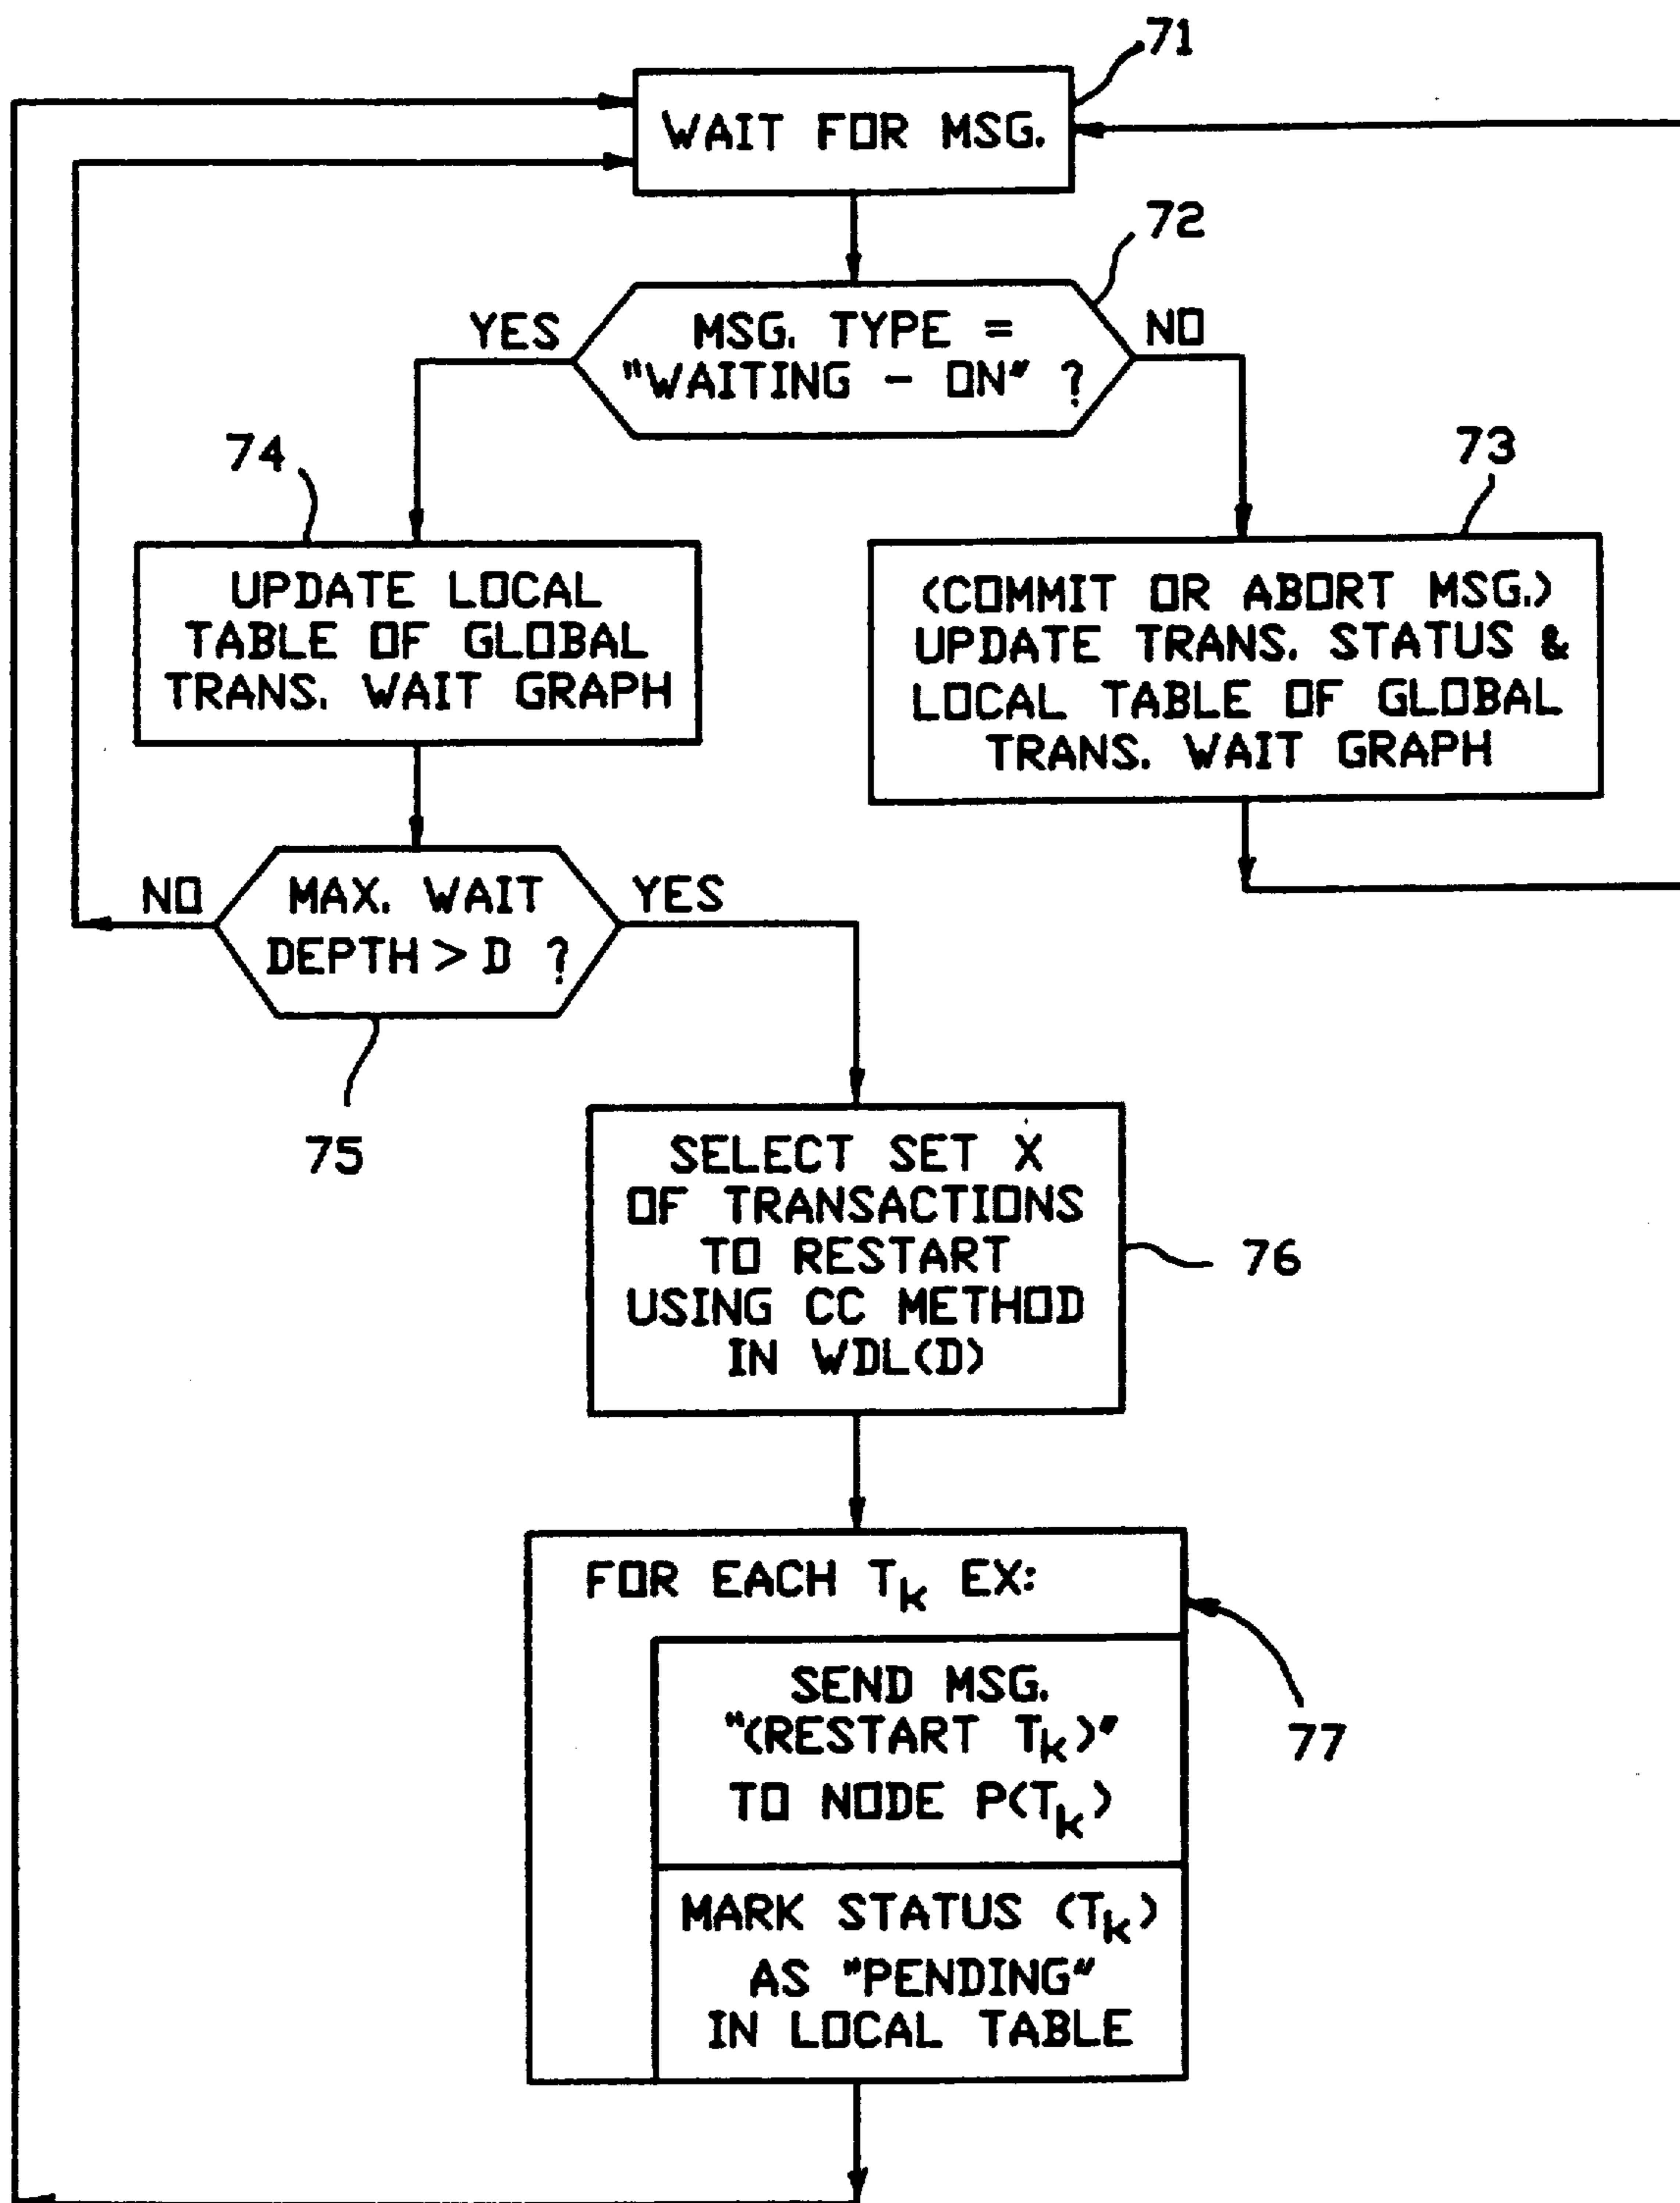 71
WAIT FOR MSG.
72
YES
MSG. TYPE =
"WAITING - ON" ?
NO
74
73
UPDATE LOCAL
TABLE OF GLOBAL
TRANS. WAIT GRAPH
(COMMIT OR ABORT MSG.)
UPDATE TRANS. STATUS &
LOCAL TABLE OF GLOBAL
TRANS. WAIT GRAPH
NO
MAX. WAIT
DEPTH > D ?
YES
75
SELECT SET X
OF TRANSACTIONS
TO RESTART
USING CC METHOD
IN WDL(D)
76
FOR EACH Tk EX:
SEND MSG.
"(RESTART Tk)"
TO NODE P(Tk)
77
MARK STATUS (Tk)
AS "PENDING"
IN LOCAL TABLE